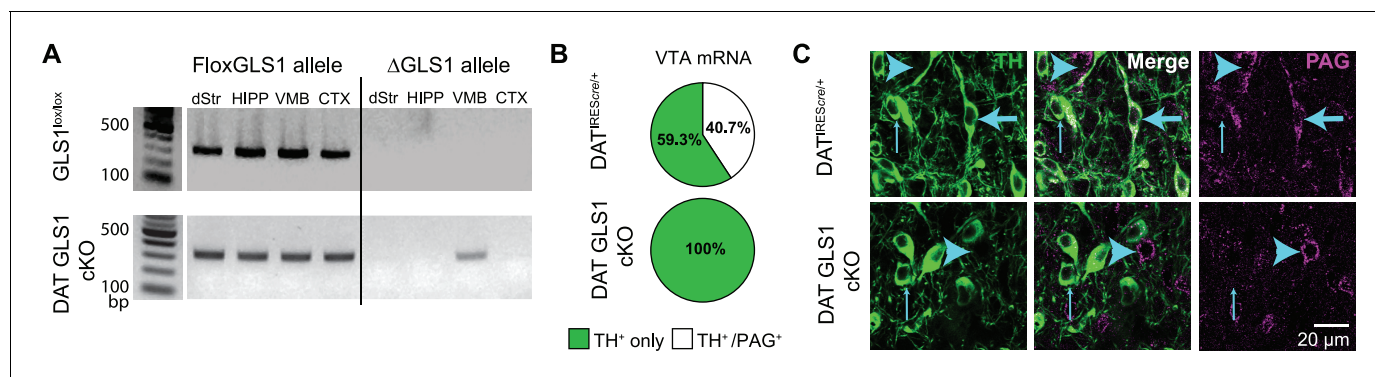 A
FloxGLS1 allele
ΔGLS1 allele
dStr HIPP VMB CTX
dStr HIPP VMB CTX
GLS1lox/lox
500
100
DAT GLS1
cKO
500
100
bp
B
VTA mRNA
DATIREScre/+
59.3%
40.7%
DAT GLS1
cKO
100%
TH+ only
TH+/PAG+
C
TH
Merge
PAG
DATIREScre/+
DAT GLS1
cKO
20 µm